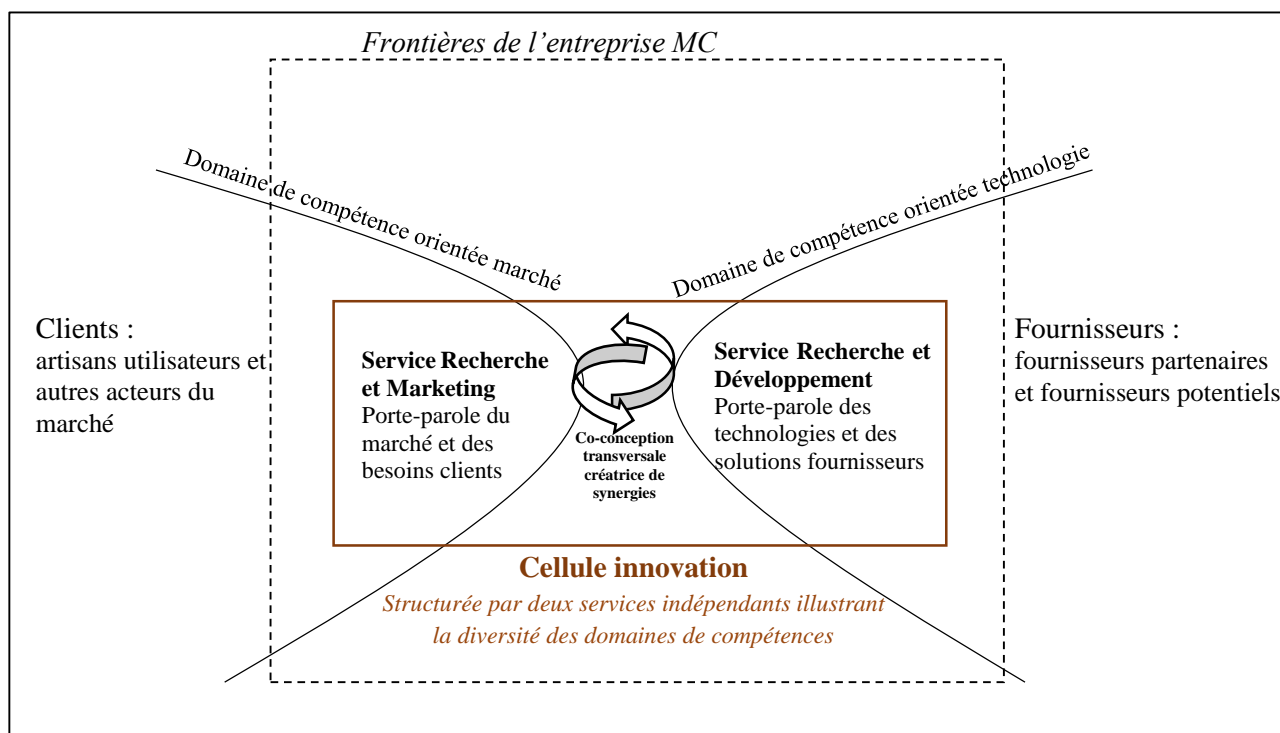 Frontières de l'entreprise MC
Domaine de compétence orientée marché
Domaine de compétence orientée technologie
Clients :
artisans utilisateurs et
autres acteurs du
marché
Service Recherche
et Marketing
Porte-parole du
marché et des
besoins clients
Co-conception
transversale
créatrice de
synergies
Service Recherche et
Développement
Porte-parole des
technologies et des
solutions fournisseurs
Fournisseurs :
fournisseurs partenaires
et fournisseurs potentiels
Cellule innovation
Structurée par deux services indépendants illustrant
la diversité des domaines de compétences